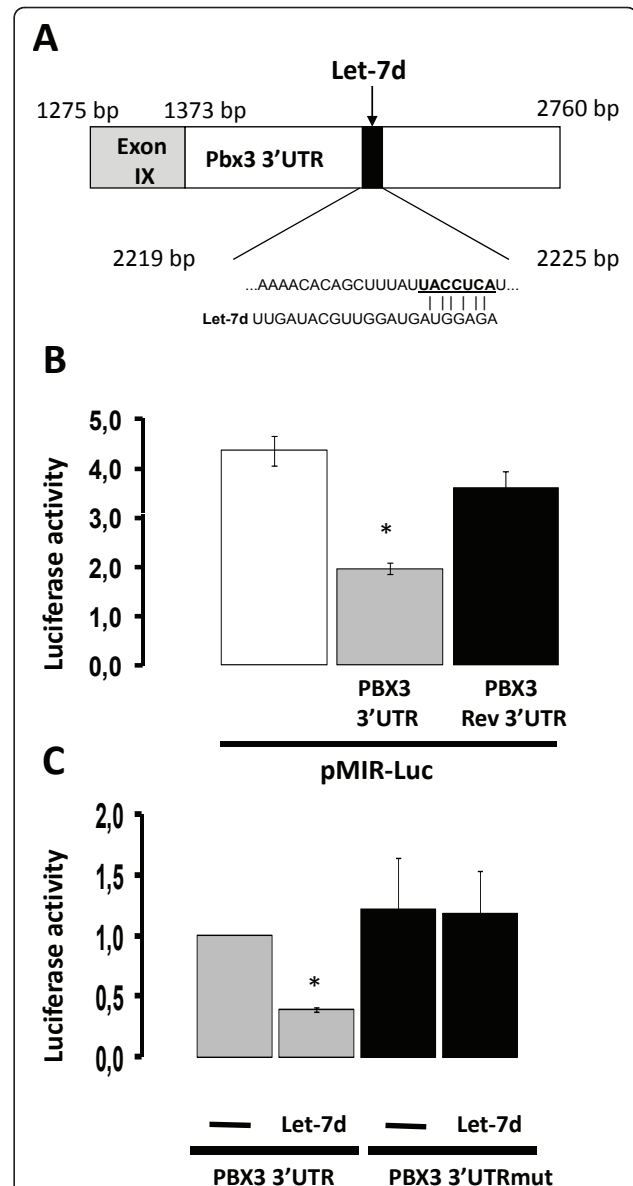 A
Let-7d
1275 bp 1373 bp 2760 bp
Exon IX
Pbx3 3’UTR
2219 bp 2225 bp
...AAAACACAGCUUUAUUACCUCAU...
Let-7d UUGAUACGUUGGAUGAUGGAGA
B
Luciferase activity
5,0
4,0
3,0
2,0
1,0
0,0
*
PBX3 3’UTR
PBX3 Rev 3’UTR
pMIR-Luc
C
Luciferase activity
2,0
1,5
1,0
0,5
0,0
*
— Let-7d — Let-7d
PBX3 3’UTR PBX3 3’UTRmut